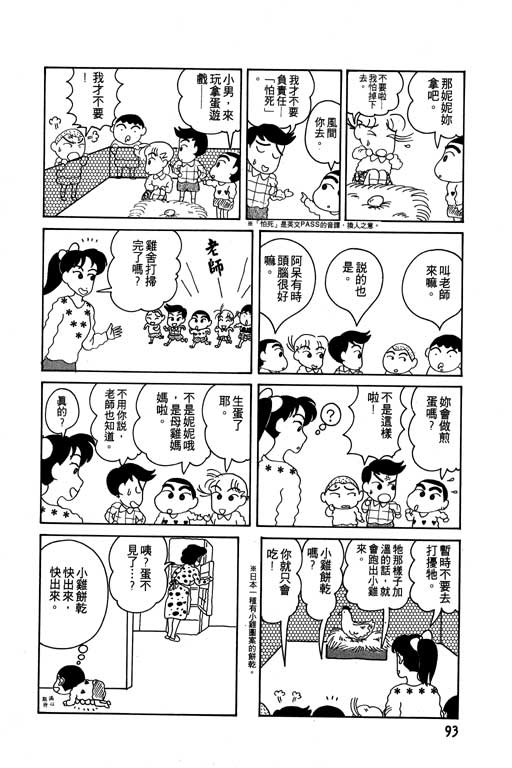 那妮妮妳
拿吧。
不要啦！
我怕掉下
去。
風間
你去。
我才不要
負責任—
「怕死」
。
小男，來
玩拿蛋遊
戲—
我才不要
！
※「怕死」是英文PASS的音譯，換人之意。
叫老師
來嘛。
說的也
是。
阿呆有時
頭腦很好
嘛。
老師—
雞舍打掃
完了嗎？
妳會做煎
蛋嗎？
不是這樣
啦！
？
生蛋了
耶。
不是妮妮哦
，是母雞媽
媽啦。
不用你說，
老師也知道。
真的？
暫時不要去
打擾牠。
牠那樣子加
溫的話，就
會跑出小雞
來。
小雞餅乾
嗎？
你就只會
吃！
※日本一種有小雞圖案的餅乾。
咦？蛋不
見了…？
小雞餅乾
快出來，
快出來。
93